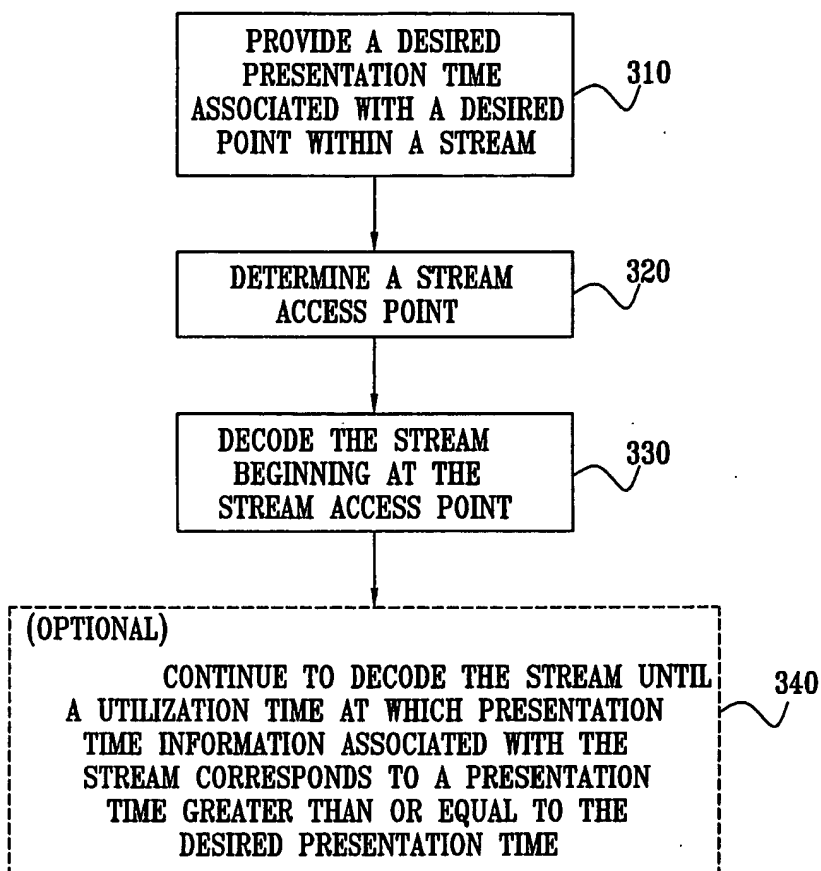 PROVIDE A DESIRED
PRESENTATION TIME
ASSOCIATED WITH A DESIRED
POINT WITHIN A STREAM
310
DETERMINE A STREAM
ACCESS POINT
320
DECODE THE STREAM
BEGINNING AT THE
STREAM ACCESS POINT
330
(OPTIONAL)
CONTINUE TO DECODE THE STREAM UNTIL
A UTILIZATION TIME AT WHICH PRESENTATION
TIME INFORMATION ASSOCIATED WITH THE
STREAM CORRESPONDS TO A PRESENTATION
TIME GREATER THAN OR EQUAL TO THE
DESIRED PRESENTATION TIME
340